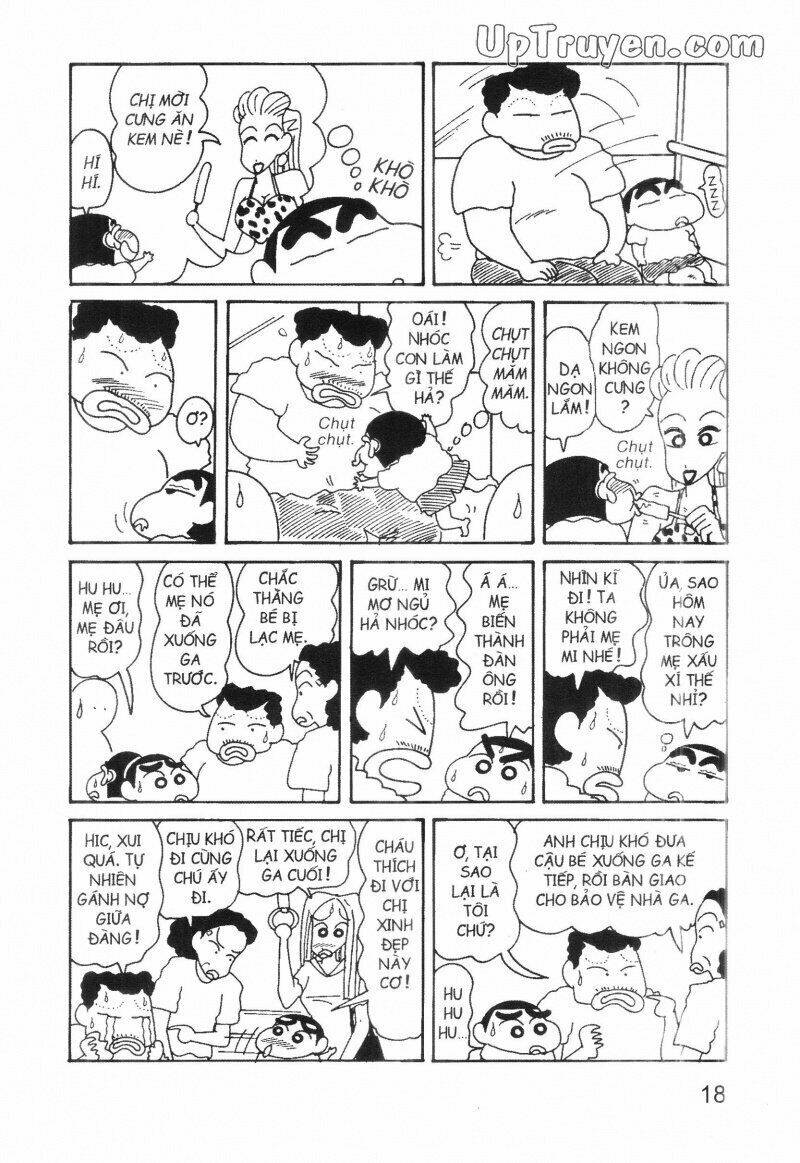 UpTruyen.com
ZZZ
CHỊ MỜI
CƯNG ĂN
KEM NÈ!
HÍ
HÍ.
KHÒ
KHÒ
KEM
NGON
KHÔNG
CƯNG
?
DẠ
NGON
LẮM!
Chụt
chụt.
CHỤT
CHỤT
MĂM
MĂM.
OÁI!
NHÓC
CON LÀM
GÌ THẾ
HẢ?
Chụt
chụt.
Ơ?
ỦA, SAO
HÔM
NAY
TRÔNG
MẸ XẤU
XÍ THẾ
NHỈ?
NHÌN KĨ
ĐI! TA
KHÔNG
PHẢI MẸ
MI NHÉ!
Á Á...
MẸ
BIẾN
THÀNH
ĐÀN
ÔNG
RỒI!
GRỪ... MI
MƠ NGỦ
HẢ NHÓC?
CHẮC
THẰNG
BÉ BỊ
LẠC MẸ.
CÓ THỂ
MẸ NÓ
ĐÃ
XUỐNG
GA
TRƯỚC.
HU HU...
MẸ ƠI,
MẸ ĐÂU
RỒI?
ANH CHỊU KHÓ ĐƯA
CẬU BÉ XUỐNG GA KẾ
TIẾP, RỒI BÀN GIAO
CHO BẢO VỆ NHÀ GA.
Ơ, TẠI
SAO
LẠI LÀ
TÔI
CHỨ?
HU
HU
HU...
CHÁU
THÍCH
ĐI VỚI
CHỊ
XINH
ĐẸP
NÀY
CƠ!
RẤT TIẾC, CHỊ
LẠI XUỐNG
GA CUỐI!
CHỊU KHÓ
ĐI CÙNG
CHÚ ẤY
ĐI.
HIC, XUI
QUÁ. TỰ
NHIÊN
GÁNH NỢ
GIỮA
ĐÀNG!
18